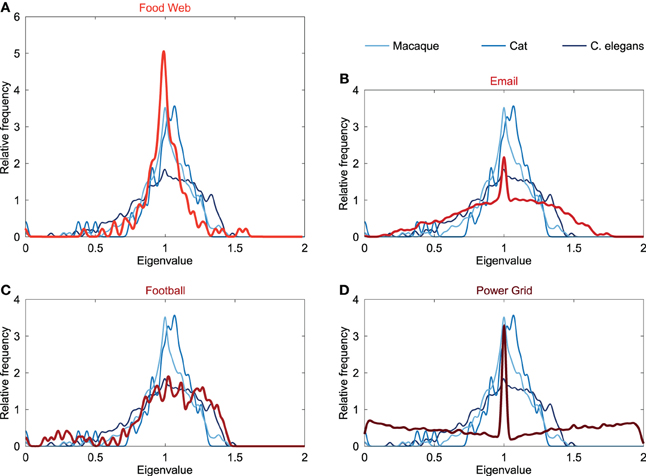 A
Food Web
6
5
4
3
2
1
0
Relative frequency
0 0.5 1 1.5 2
Eigenvalue
Macaque Cat C. elegans
B
Email
4
3
2
1
0
Relative frequency
0 0.5 1 1.5 2
Eigenvalue
C
Football
4
3
2
1
0
Relative frequency
0 0.5 1 1.5 2
Eigenvalue
D
Power Grid
4
3
2
1
0
Relative frequency
0 0.5 1 1.5 2
Eigenvalue